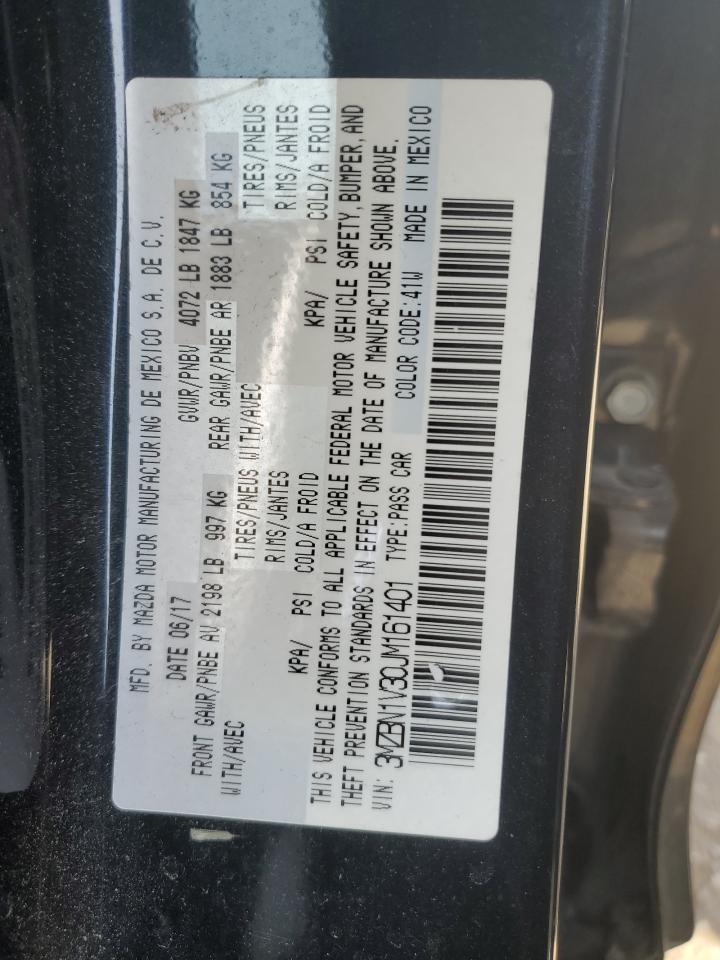 MFD. BY MAZDA MOTOR MANUFACTURING DE MEXICO S.A. DE C.V.
DATE 06/17 GVWR/PNBV 4072 LB 1847 KG
FRONT GAWR/PNBE AV 2198 LB 997 KG REAR GAWR/PNBE AR 1883 LB 854 KG
WITH/AVEC TIRES/PNEUS WITH/AVEC TIRES/PNEUS
RIMS/JANTES RIMS/JANTES
KPA/ PSI COLD/A FROID KPA/ PSI COLD/A FROID
THIS VEHICLE CONFORMS TO ALL APPLICABLE FEDERAL MOTOR VEHICLE SAFETY, BUMPER, AND
THEFT PREVENTION STANDARDS IN EFFECT ON THE DATE OF MANUFACTURE SHOWN ABOVE.
VIN: 3MZBN1V30JM161401 TYPE:PASS CAR COLOR CODE:41W MADE IN MEXICO